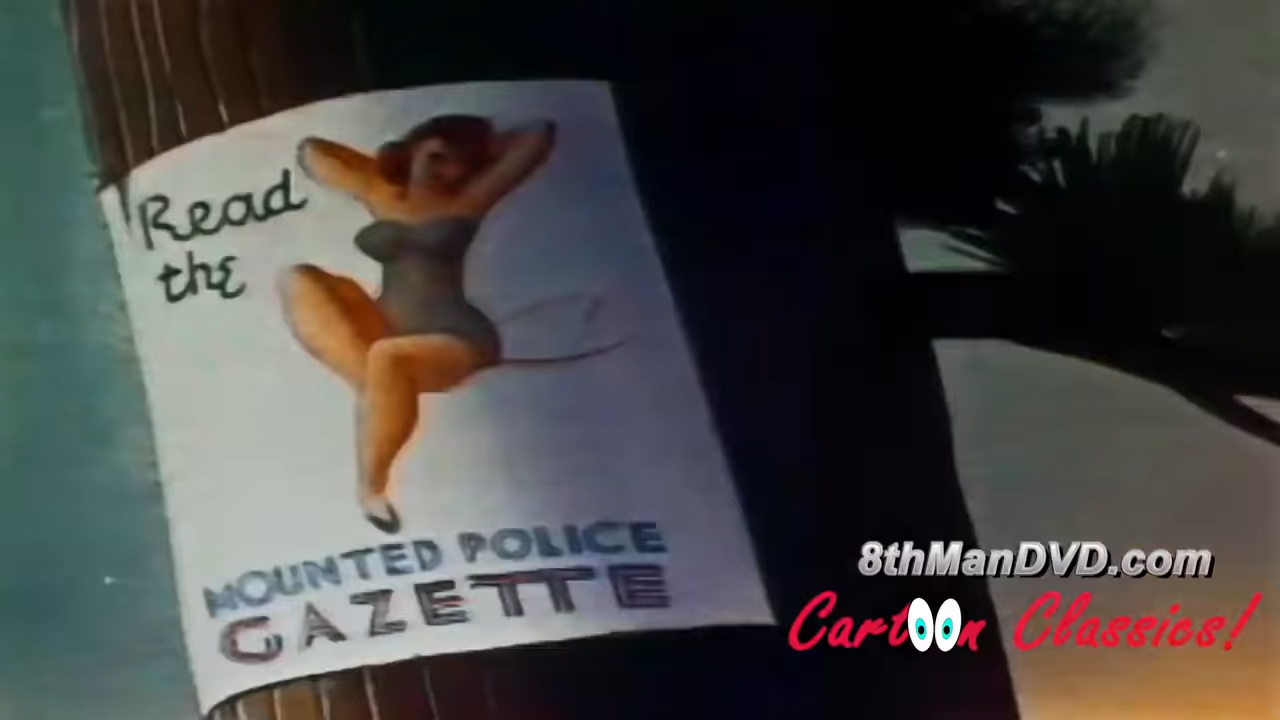 Read
the
MOUNTED POLICE
GAZETTE
8thManDVD.com
Cartoon Classics!